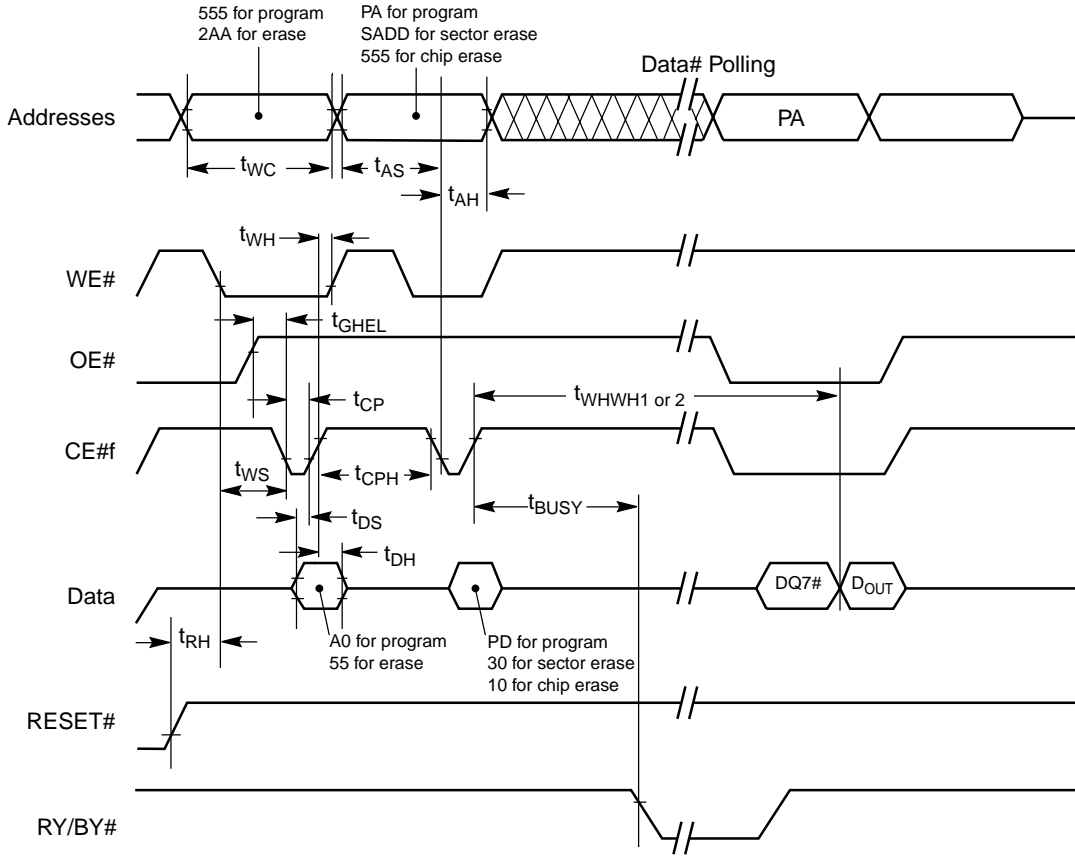 555 for program
2AA for erase
PA for program
SADD for sector erase
555 for chip erase
Data# Polling
Addresses
PA
tWC
tAS
tAH
tWH
WE#
tGHEL
OE#
tWHWH1 or 2
tCP
CE#f
tWS
tCPH
tBUSY
tDS
tDH
Data
DQ7#
DOUT
tRH
A0 for program
55 for erase
PD for program
30 for sector erase
10 for chip erase
RESET#
RY/BY#